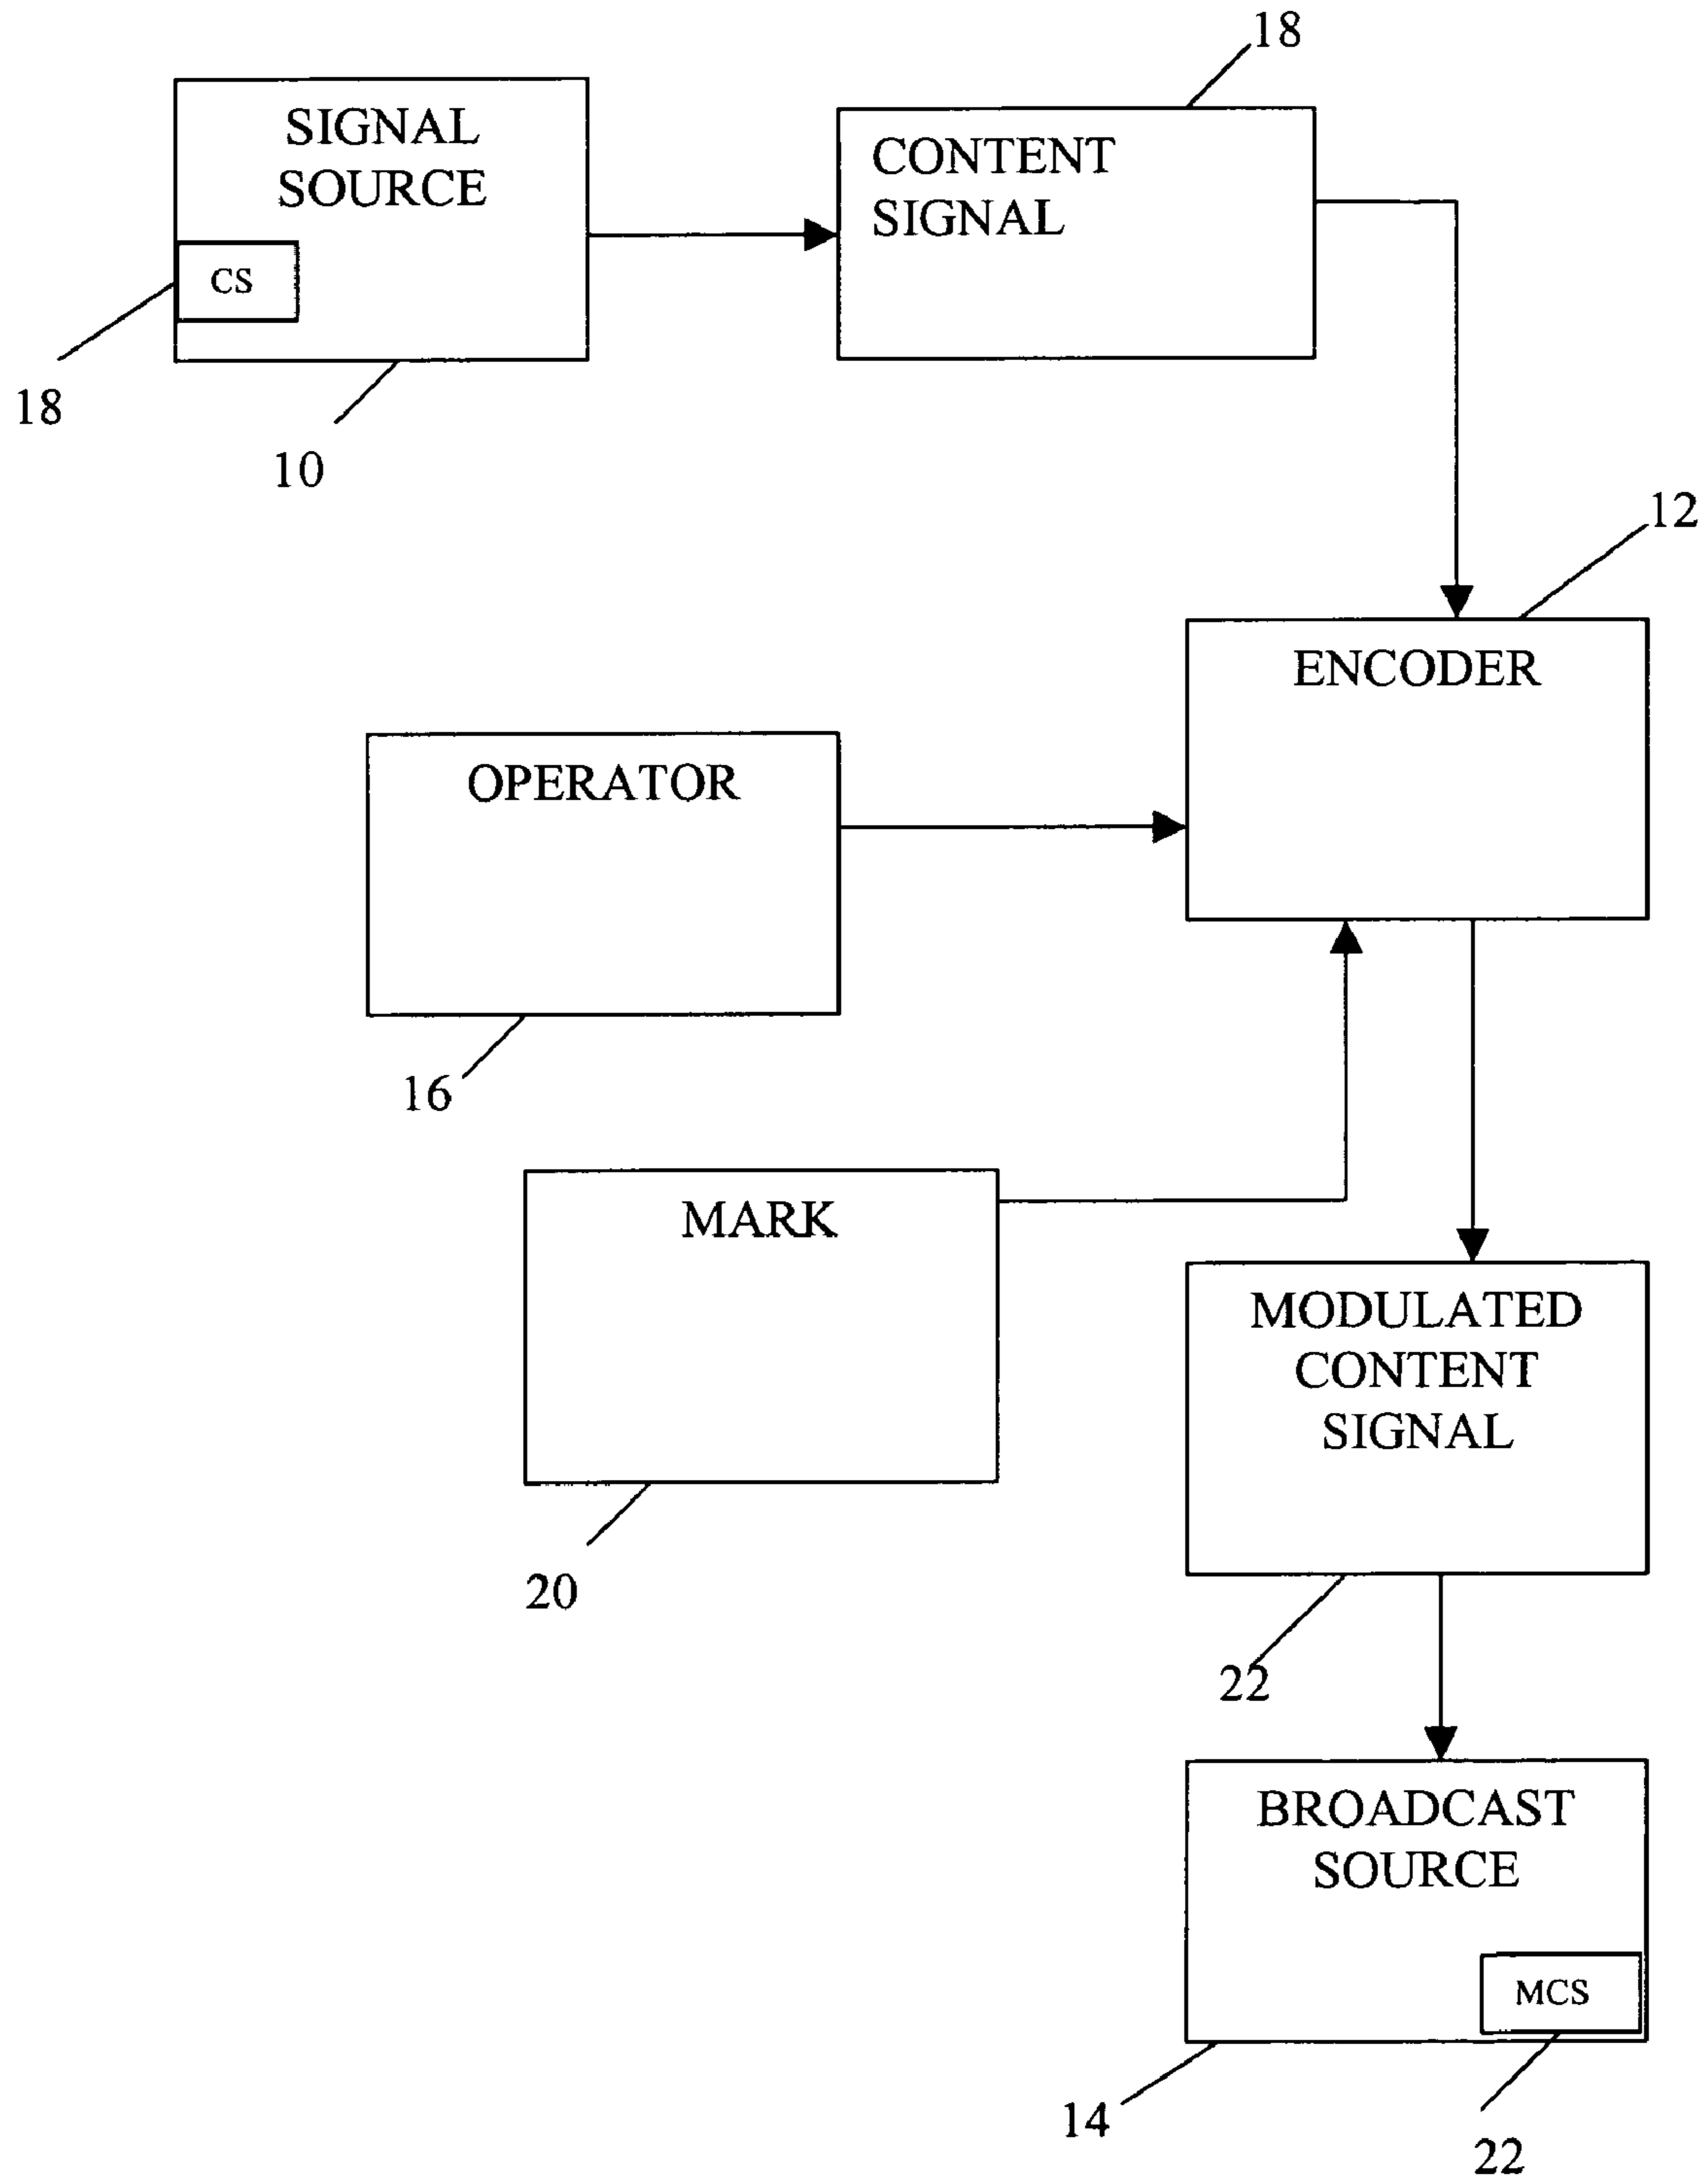 18
SIGNAL
SOURCE
CONTENT
SIGNAL
CS
18
10
12
ENCODER
OPERATOR
16
MARK
20
MODULATED
CONTENT
SIGNAL
22
BROADCAST
SOURCE
MCS
14
22